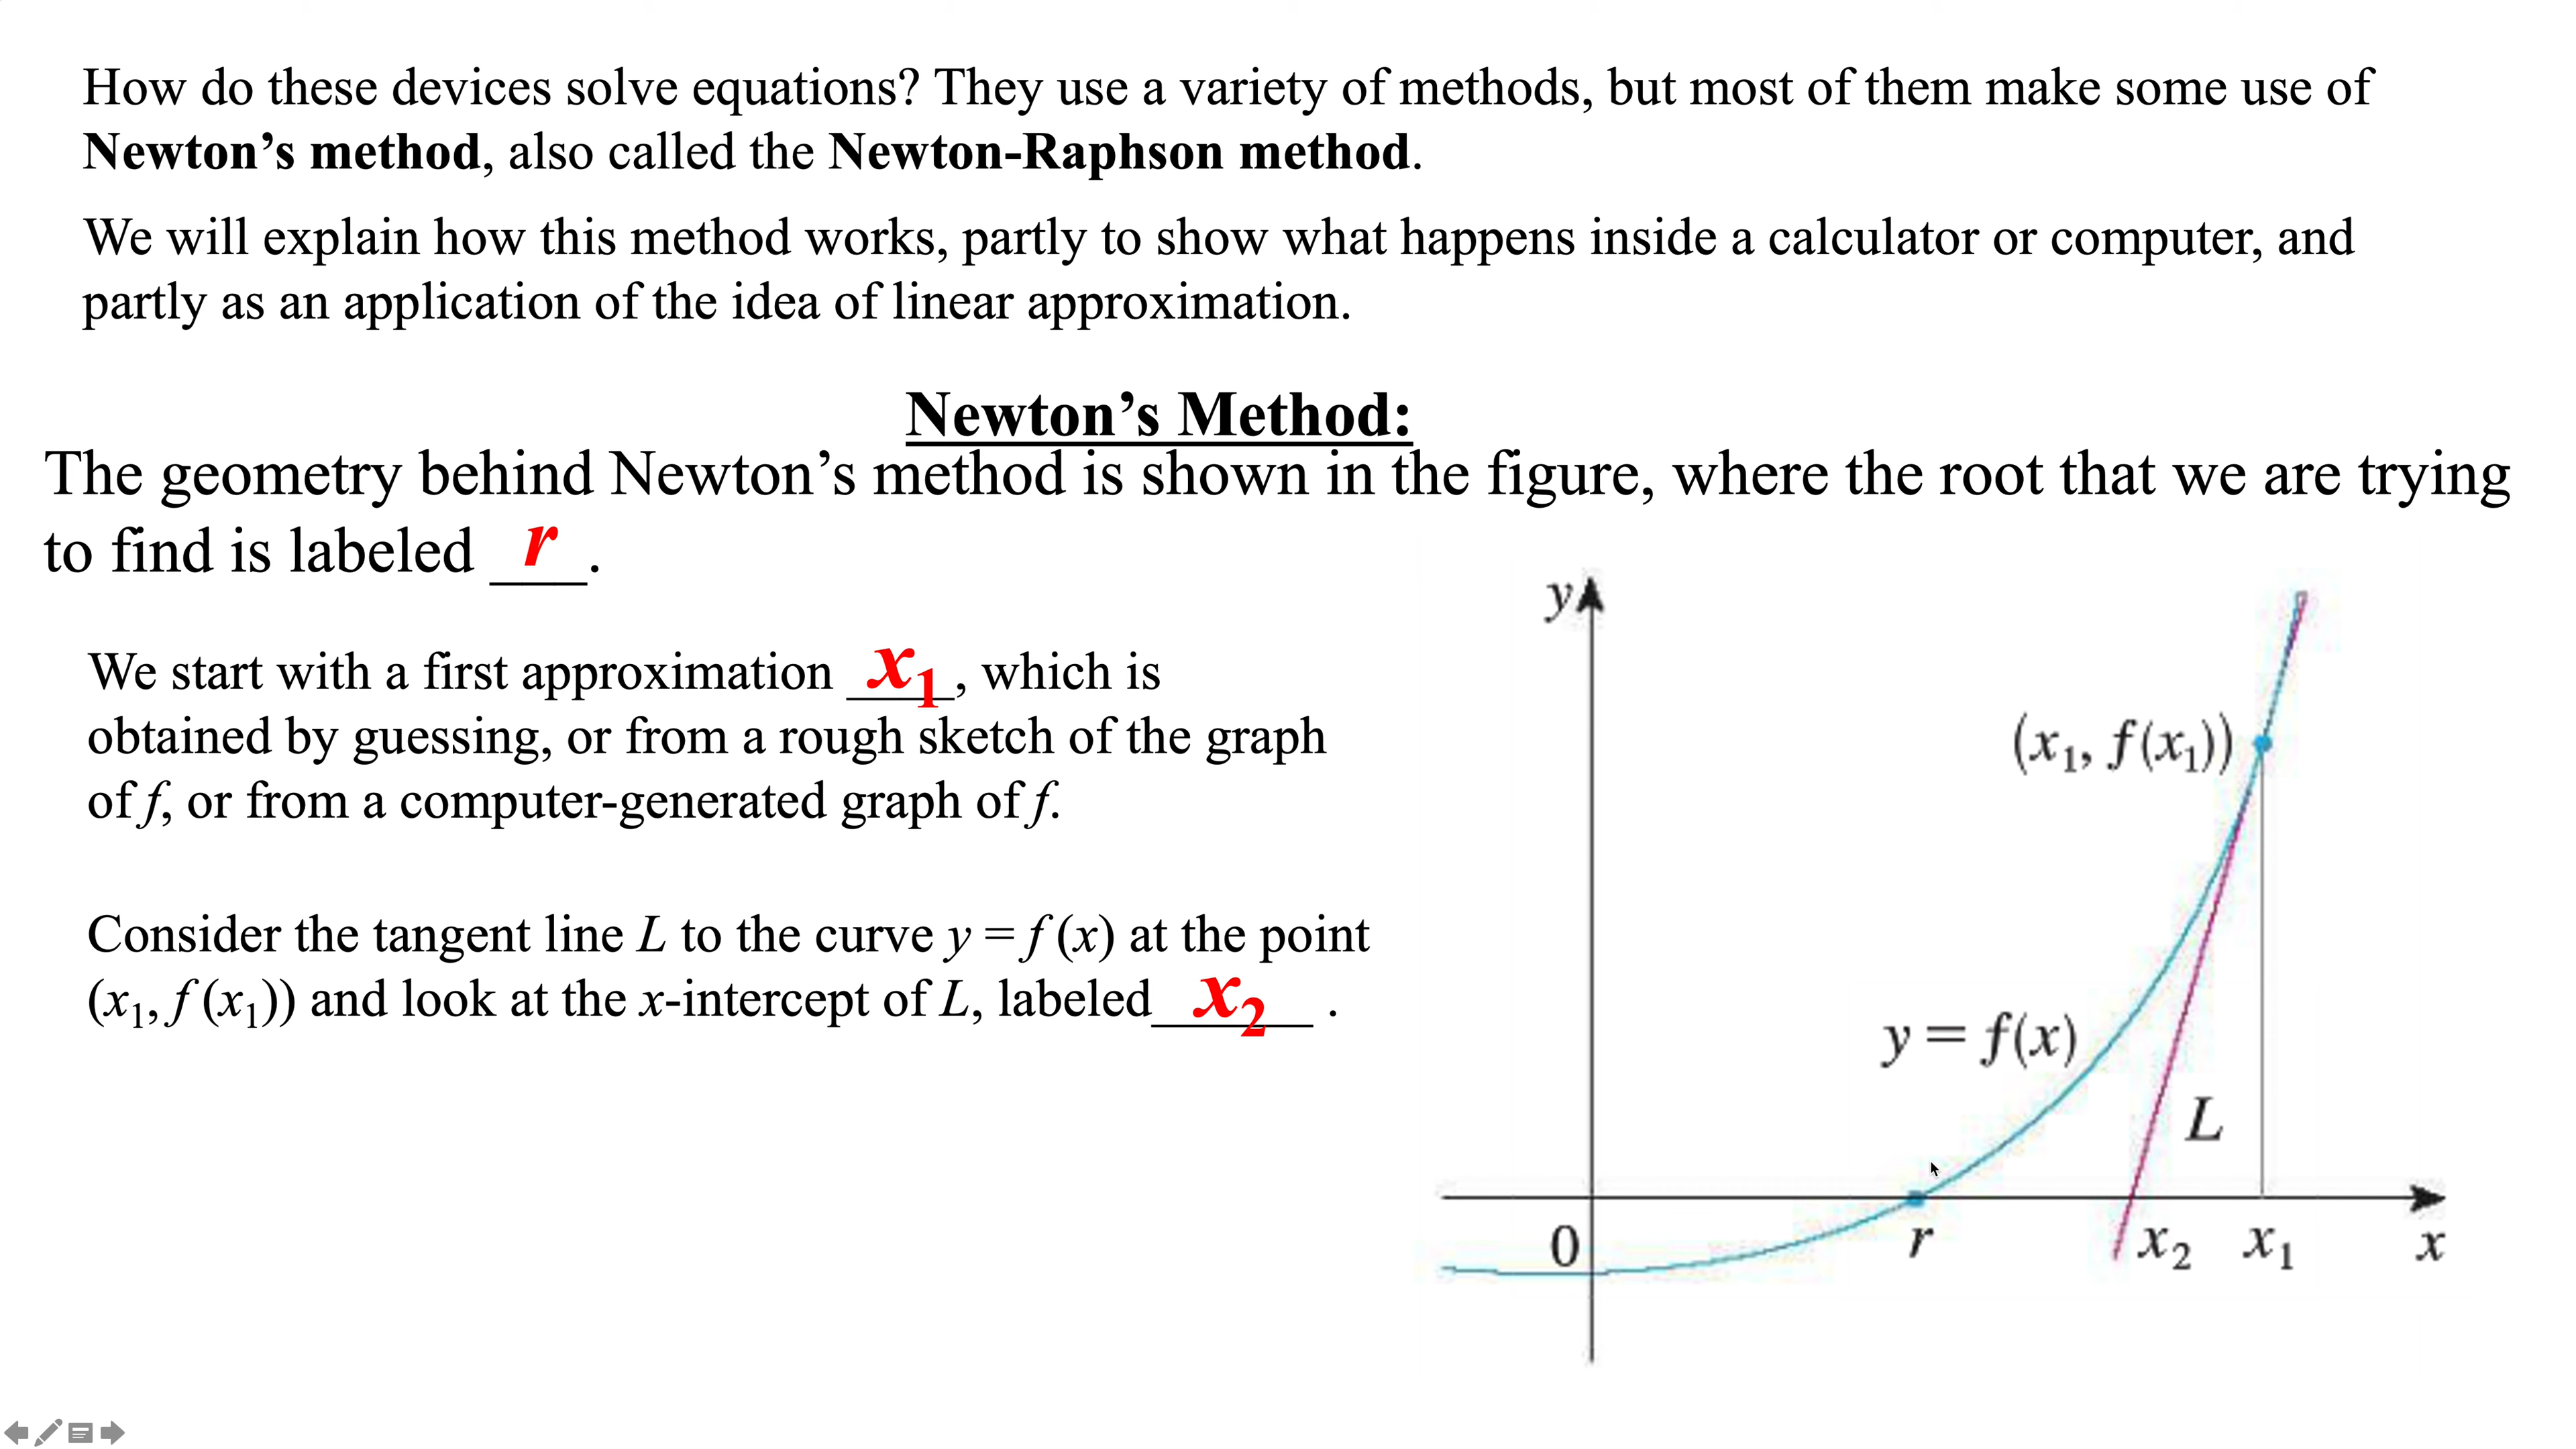 How do these devices solve equations? They use a variety of methods, but most of them make some use of
Newton’s method, also called the Newton-Raphson method.
We will explain how this method works, partly to show what happens inside a calculator or computer, and
partly as an application of the idea of linear approximation.
Newton’s Method:
The geometry behind Newton’s method is shown in the figure, where the root that we are trying
to find is labeled r.
We start with a first approximation x₁, which is
obtained by guessing, or from a rough sketch of the graph
of f, or from a computer-generated graph of f.
Consider the tangent line L to the curve y = f (x) at the point
(x₁, f (x₁)) and look at the x-intercept of L, labeled x₂ .
y
(x₁, f(x₁))
y = f(x)
L
0
r
x₂
x₁
x